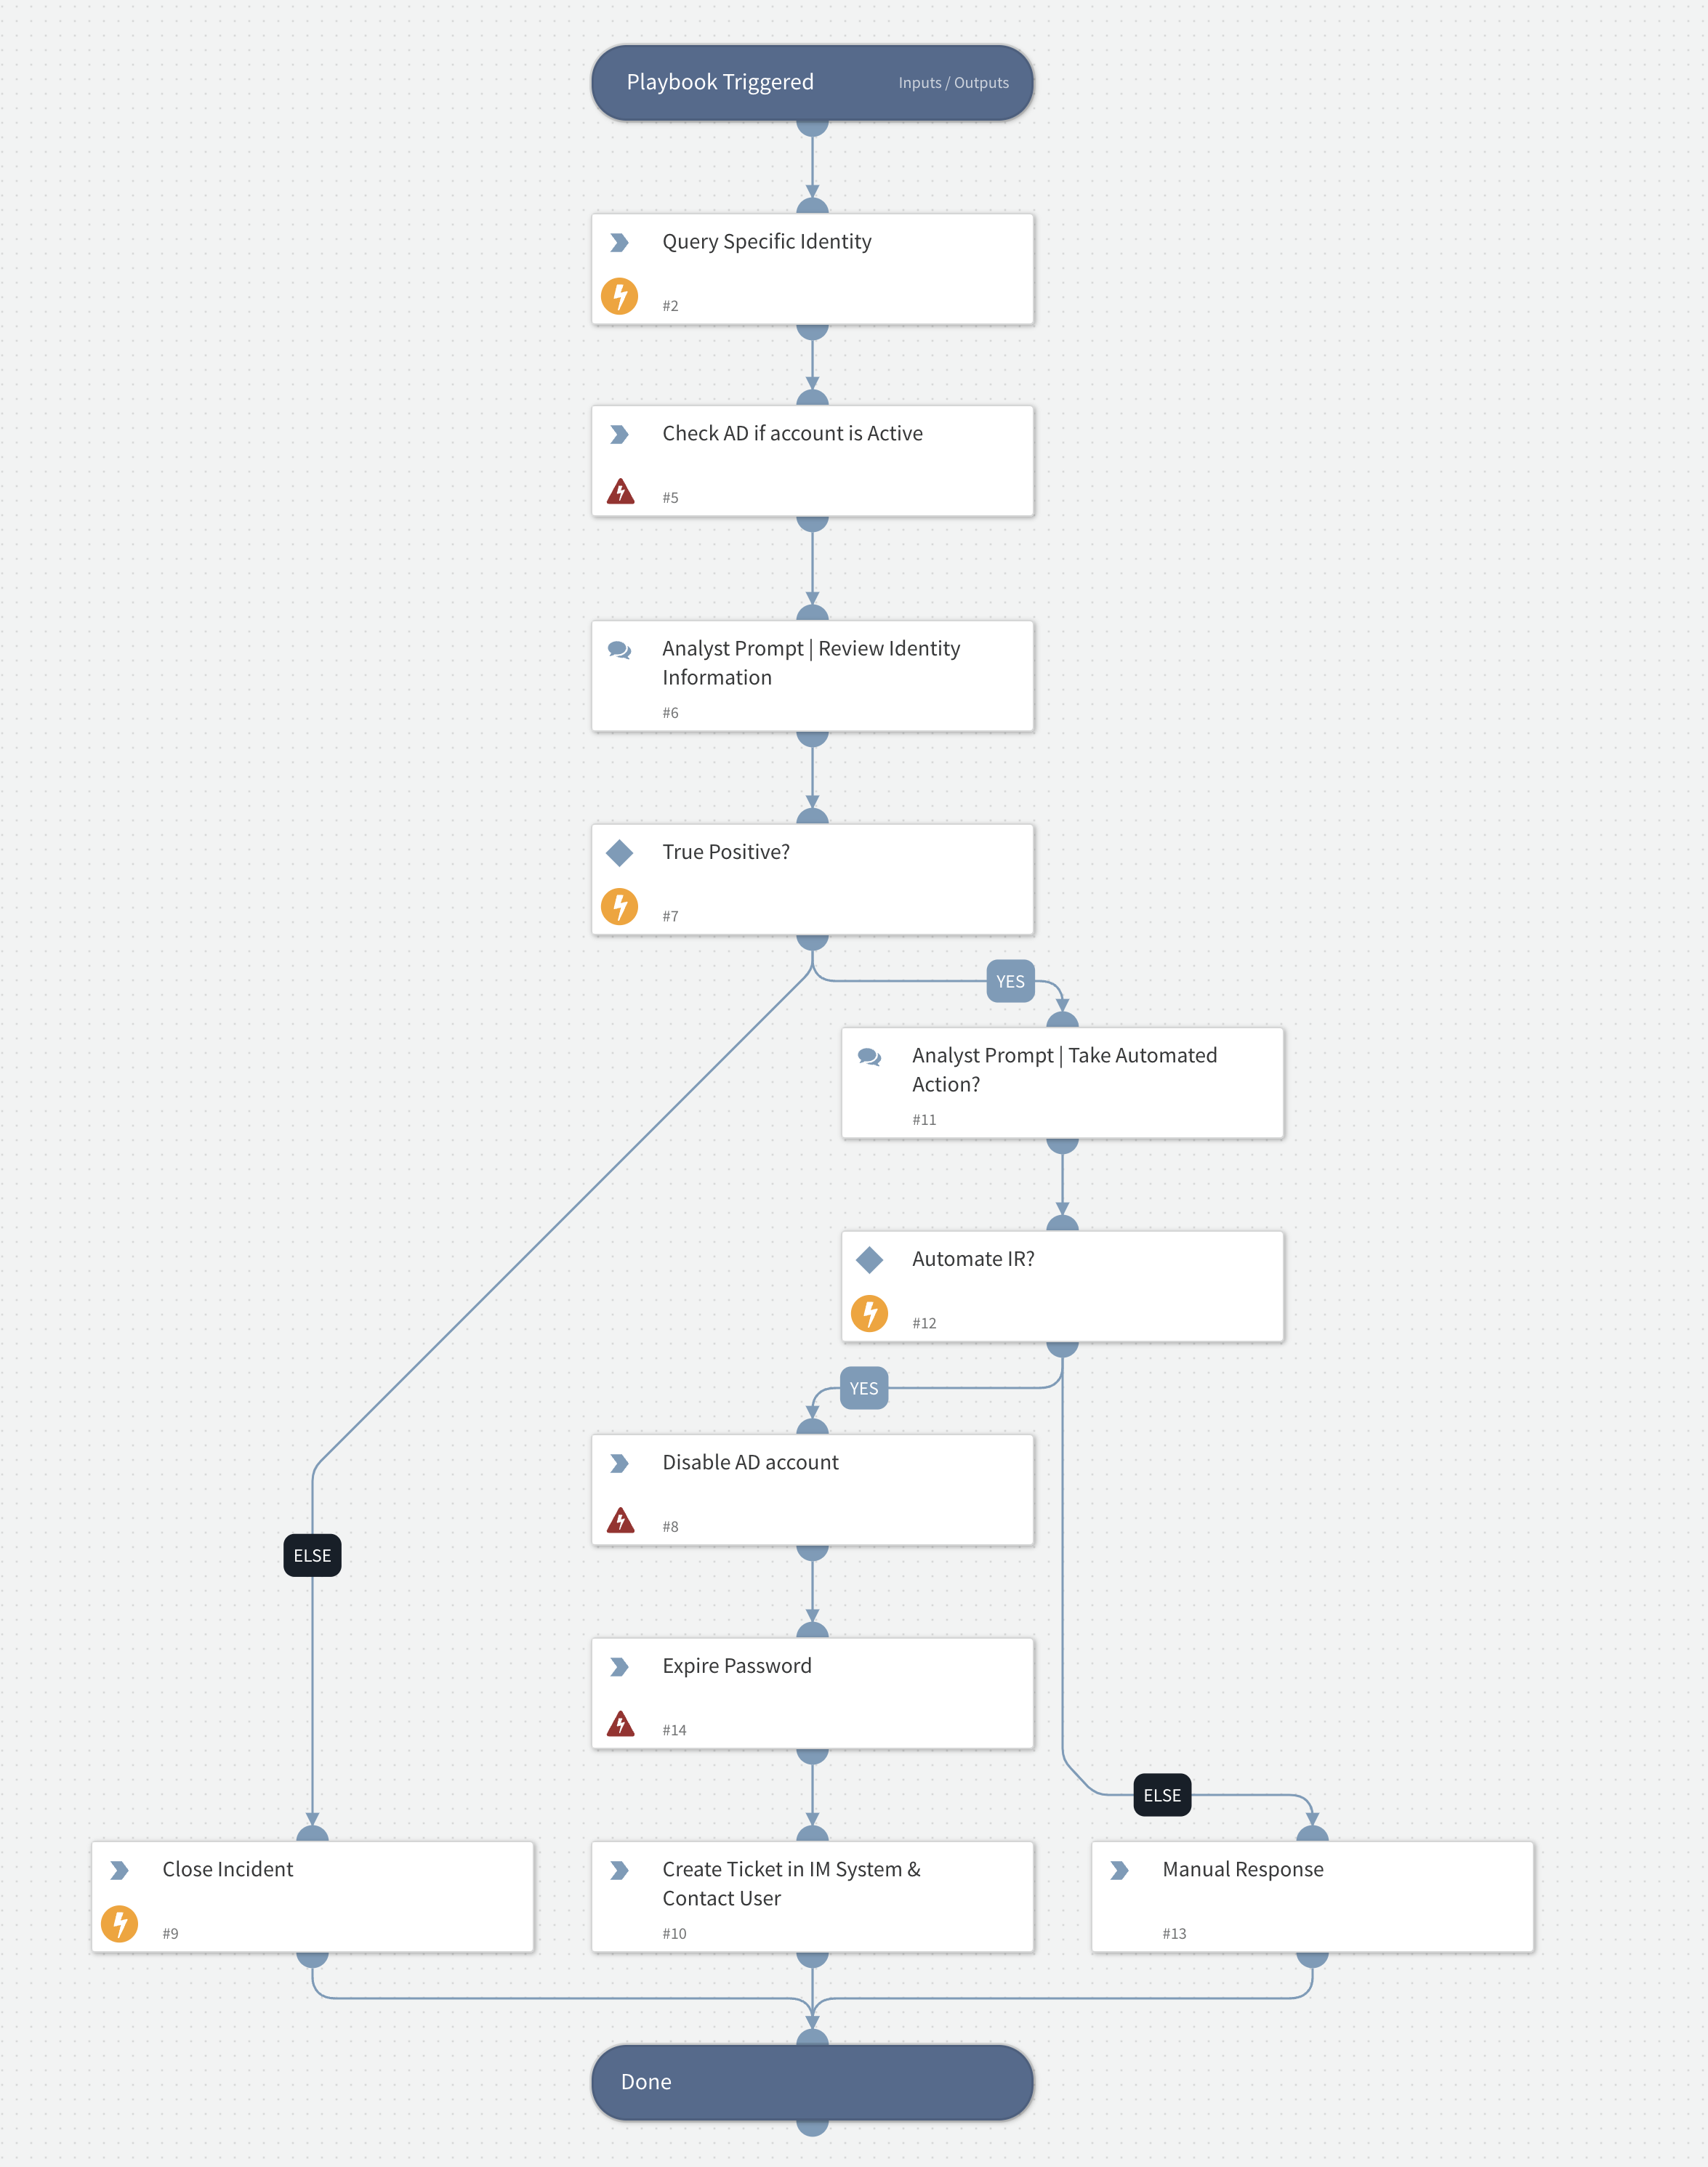 Playbook Triggered
Inputs / Outputs
Query Specific Identity
#2
Check AD if account is Active
#5
Analyst Prompt | Review Identity
Information
#6
True Positive?
#7
YES
Analyst Prompt | Take Automated
Action?
#11
Automate IR?
#12
YES
Disable AD account
#8
ELSE
Expire Password
#14
ELSE
Close Incident
#9
Create Ticket in IM System &
Contact User
#10
Manual Response
#13
Done